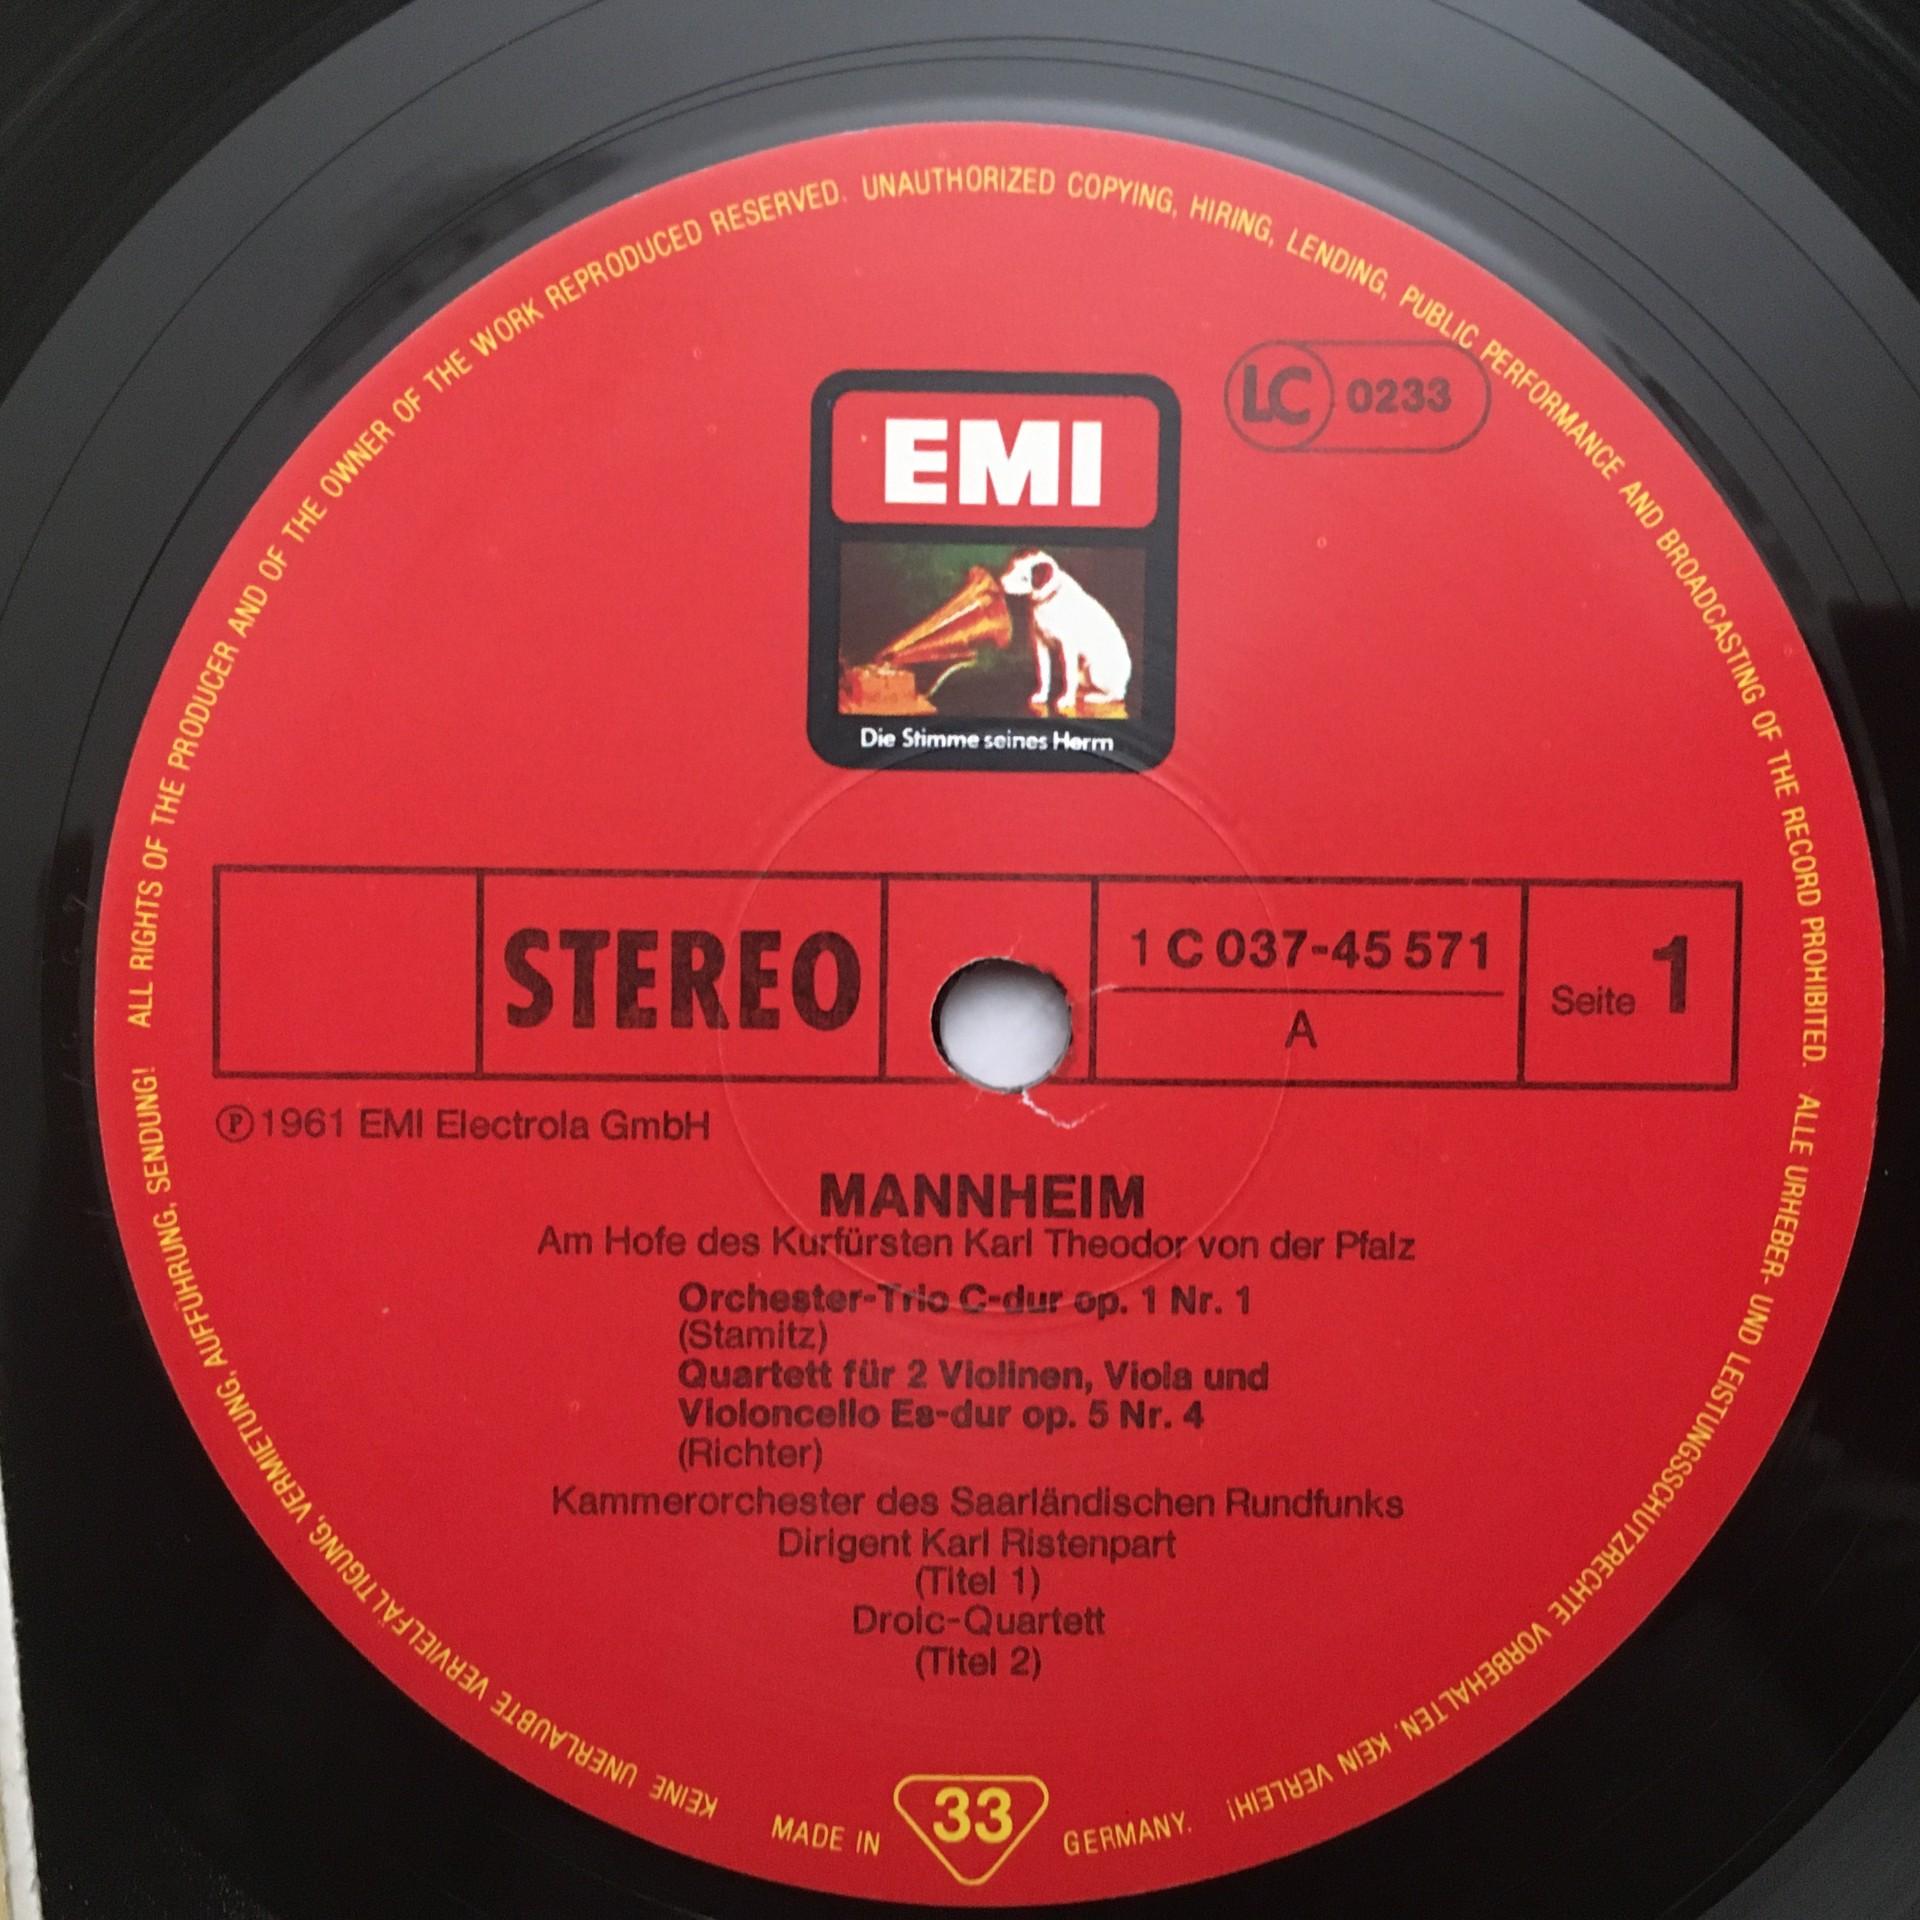 ALL RIGHTS OF THE PRODUCER AND OF THE OWNER OF THE WORK REPRODUCED RESERVED. UNAUTHORIZED COPYING, HIRING, LENDING, PUBLIC PERFORMANCE AND BROADCASTING OF THE RECORD PROHIBITED.
ALLE URHEBER- UND LEISTUNGSSCHUTZRECHTE VORBEHALTEN. KEIN VERLEIH!
KEINE UNERLAUBTE VERVIELFÄLTIGUNG, VERMIETUNG, AUFFÜHRUNG, SENDUNG!
LC 0233
EMI
Die Stimme seines Herrn
STEREO
1 C 037-45 571
A
Seite 1
℗ 1961 EMI Electrola GmbH
MANNHEIM
Am Hofe des Kurfürsten Karl Theodor von der Pfalz
Orchester-Trio C-dur op. 1 Nr. 1
(Stamitz)
Quartett für 2 Violinen, Viola und
Violoncello Es-dur op. 5 Nr. 4
(Richter)
Kammerorchester des Saarländischen Rundfunks
Dirigent Karl Ristenpart
(Titel 1)
Drolc-Quartett
(Titel 2)
MADE IN 33 GERMANY.